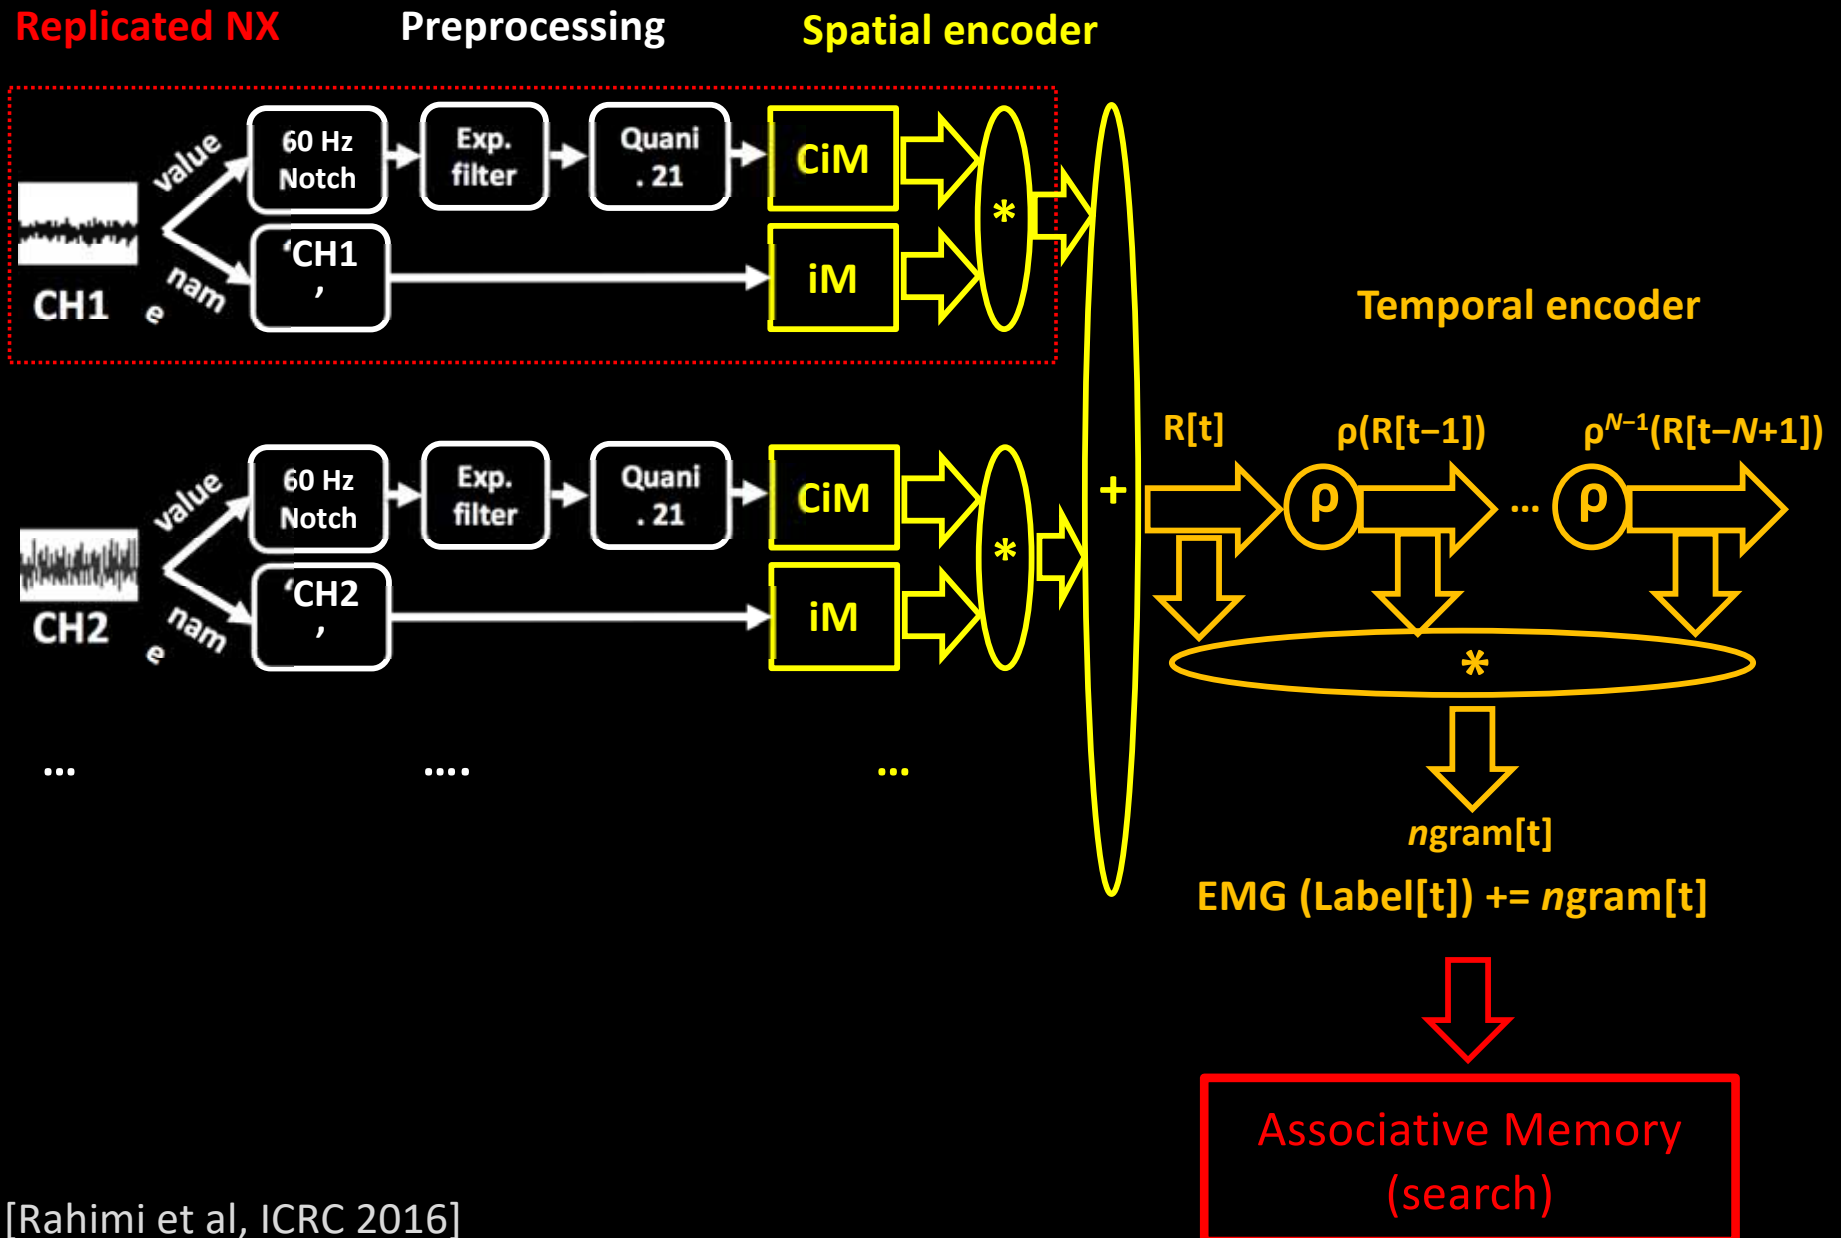 Replicated NX Preprocessing Spatial encoder
value
60 Hz
Notch
Exp.
filter
Quani
. 21
CiM
*
CH1
nam
e
‘CH1
’
iM
Temporal encoder
value
60 Hz
Notch
Exp.
filter
Quani
. 21
CiM
*
CH2
nam
e
‘CH2
’
iM
+
R[t] ρ(R[t−1]) ρᴺ⁻¹(R[t−N+1])
ρ ... ρ
*
... .... ...
ngram[t]
EMG (Label[t]) += ngram[t]
Associative Memory
(search)
[Rahimi et al, ICRC 2016]